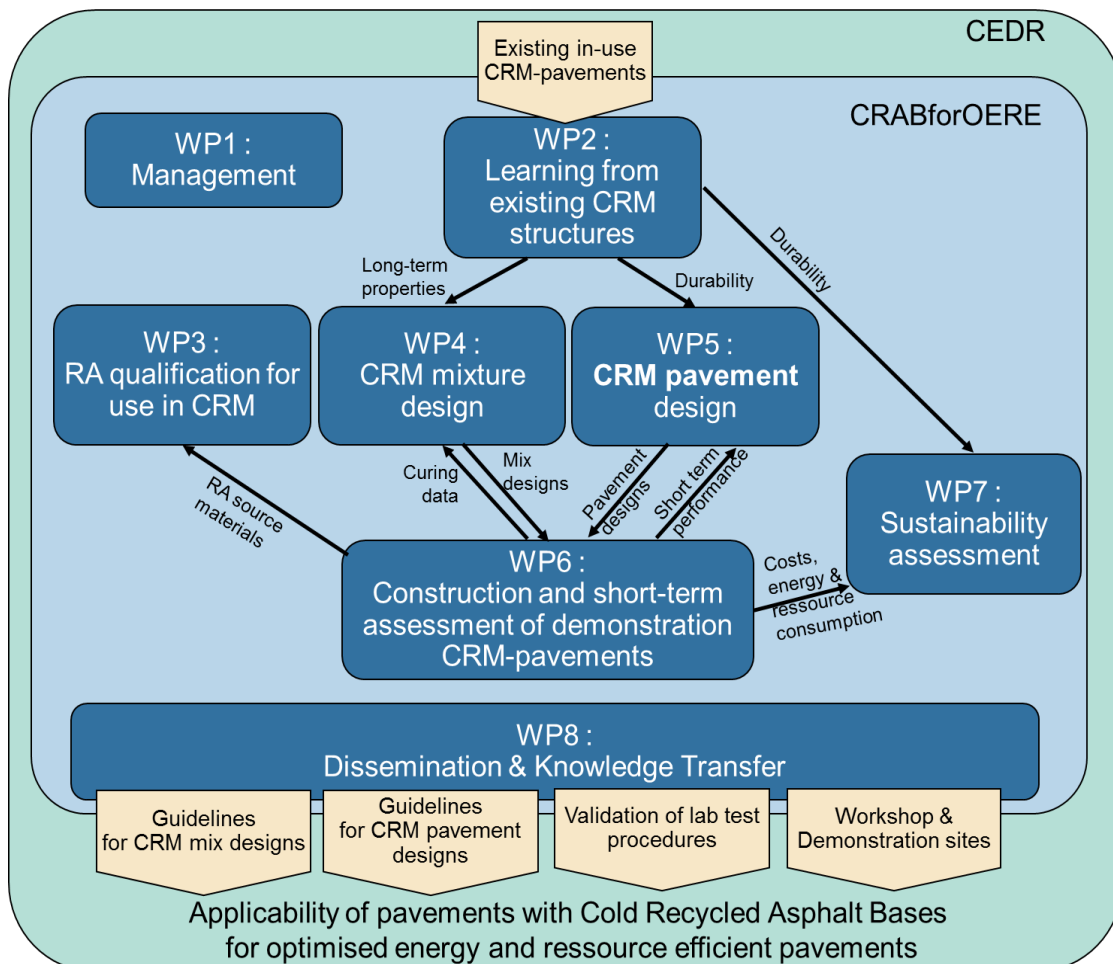 CEDR
Existing in-use
CRM-pavements
CRABforOERE
WP1 :
Management
WP2 :
Learning from
existing CRM
structures
Durability
Long-term
properties
Durability
WP3 :
RA qualification for
use in CRM
WP4 :
CRM mixture
design
WP5 :
CRM pavement
design
RA source
materials
Curing
data
Mix
designs
Pavement
designs
Short term
performance
WP7 :
Sustainability
assessment
WP6 :
Construction and short-term
assessment of demonstration
CRM-pavements
Costs,
energy &
ressource
consumption
WP8 :
Dissemination & Knowledge Transfer
Guidelines
for CRM mix designs
Guidelines
for CRM pavement
designs
Validation of lab test
procedures
Workshop &
Demonstration sites
Applicability of pavements with Cold Recycled Asphalt Bases
for optimised energy and ressource efficient pavements